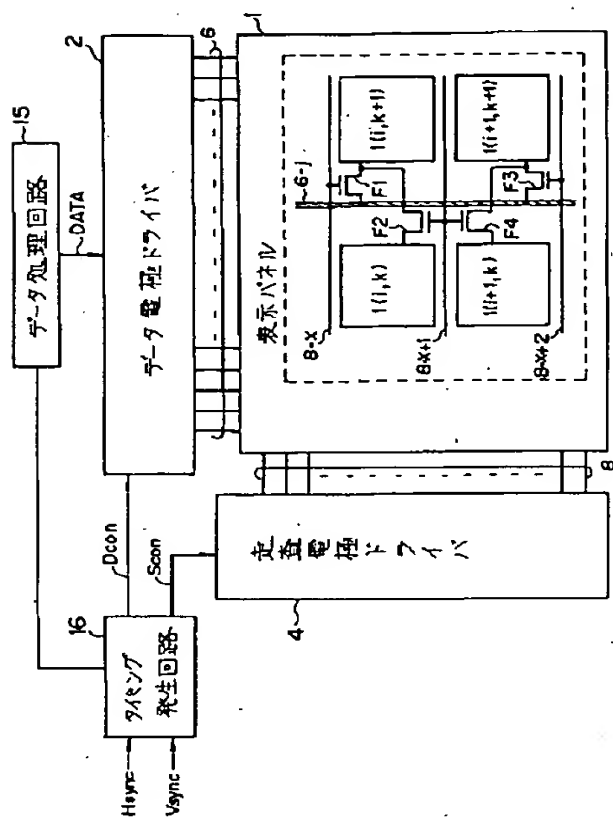 15
データ処理回路
DATA
2
データ電極ドライバ
6
16
タイミング
発生回路
Hsync
Vsync
Dcon
Scon
4
走査電極ドライバ
8
1
表示パネル
8-x
8-x+1
8-x+2
6-j
1(i,k)
1(i,k+1)
1(i+1,k)
1(i+1,k+1)
F1
F2
F3
F4